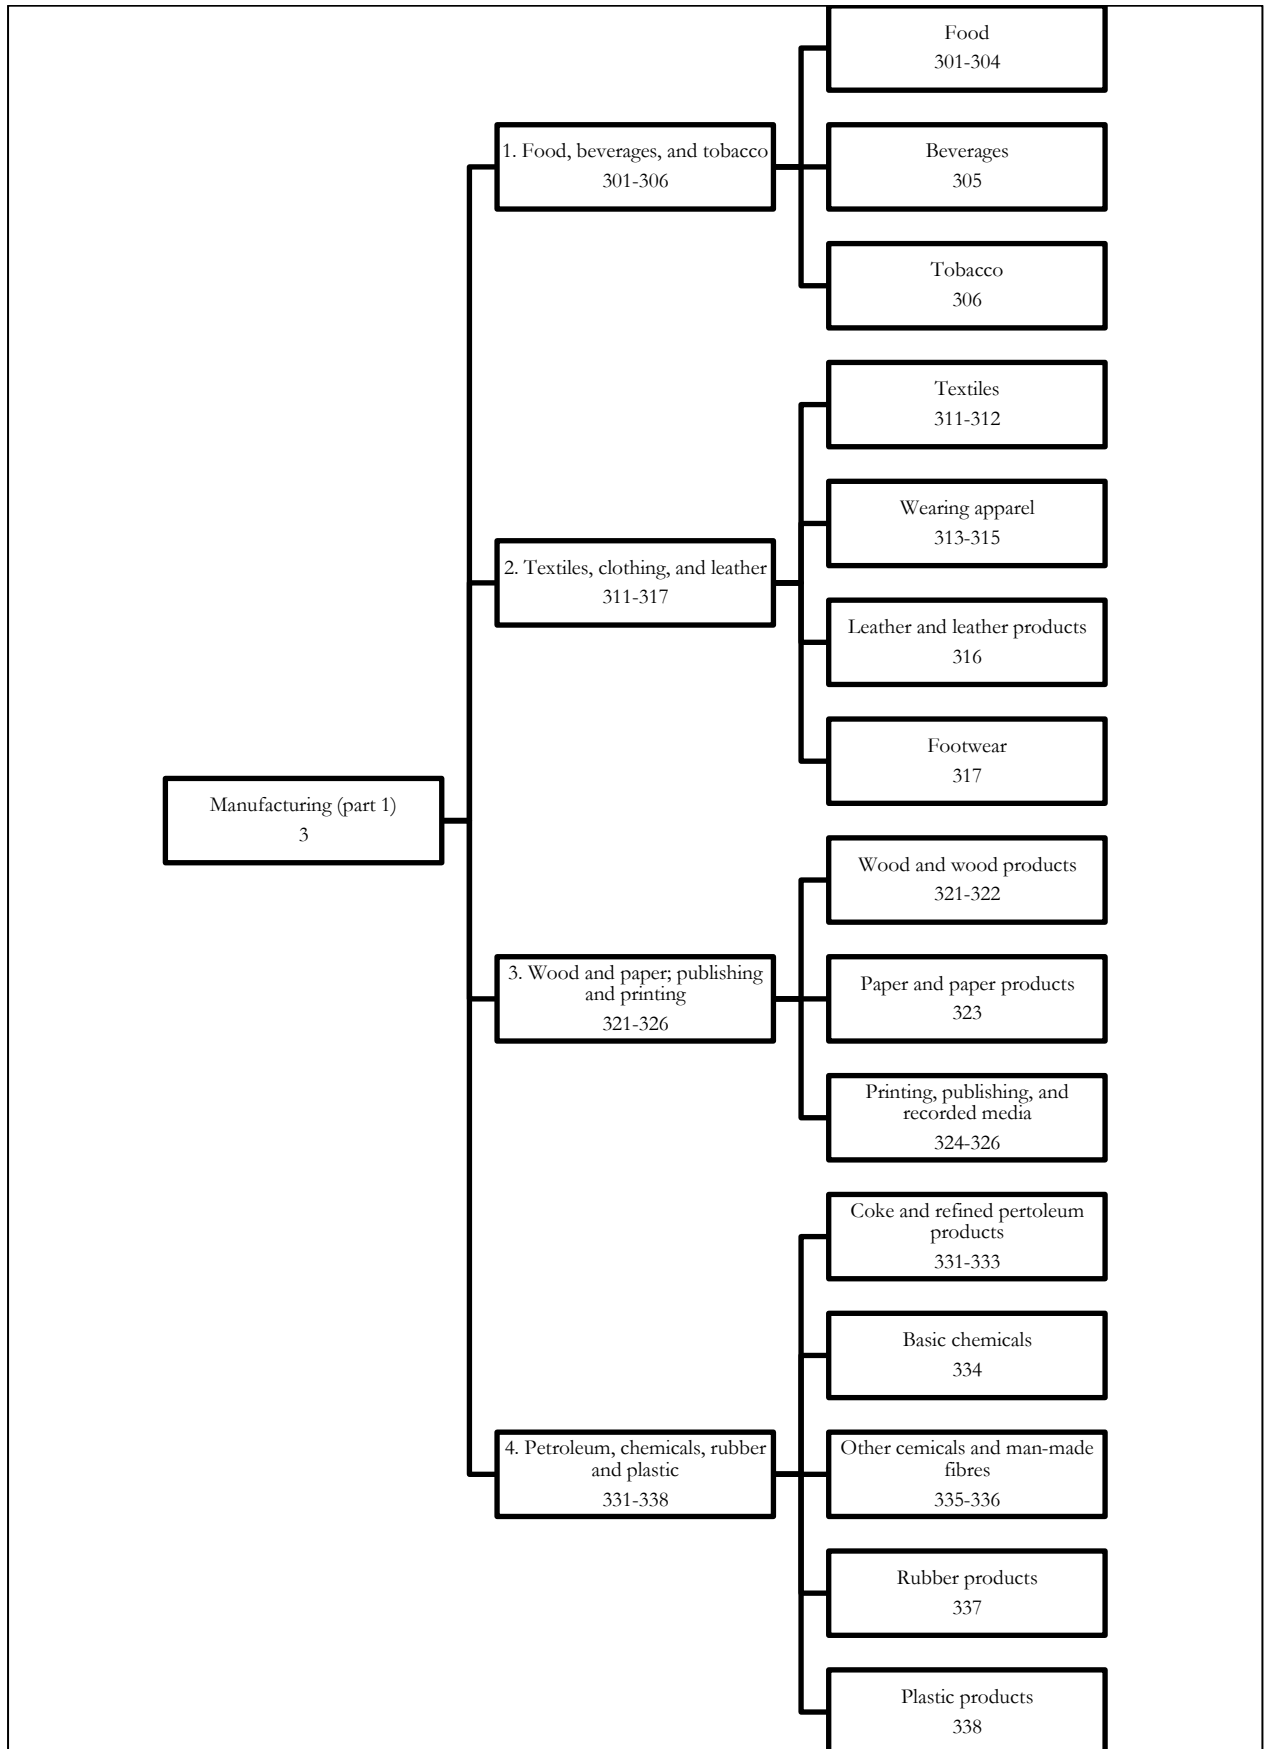 Manufacturing (part 1)
3
1. Food, beverages, and tobacco
301-306
Food
301-304
Beverages
305
Tobacco
306
2. Textiles, clothing, and leather
311-317
Textiles
311-312
Wearing apparel
313-315
Leather and leather products
316
Footwear
317
3. Wood and paper; publishing
and printing
321-326
Wood and wood products
321-322
Paper and paper products
323
Printing, publishing, and
recorded media
324-326
4. Petroleum, chemicals, rubber
and plastic
331-338
Coke and refined pertoleum
products
331-333
Basic chemicals
334
Other cemicals and man-made
fibres
335-336
Rubber products
337
Plastic products
338